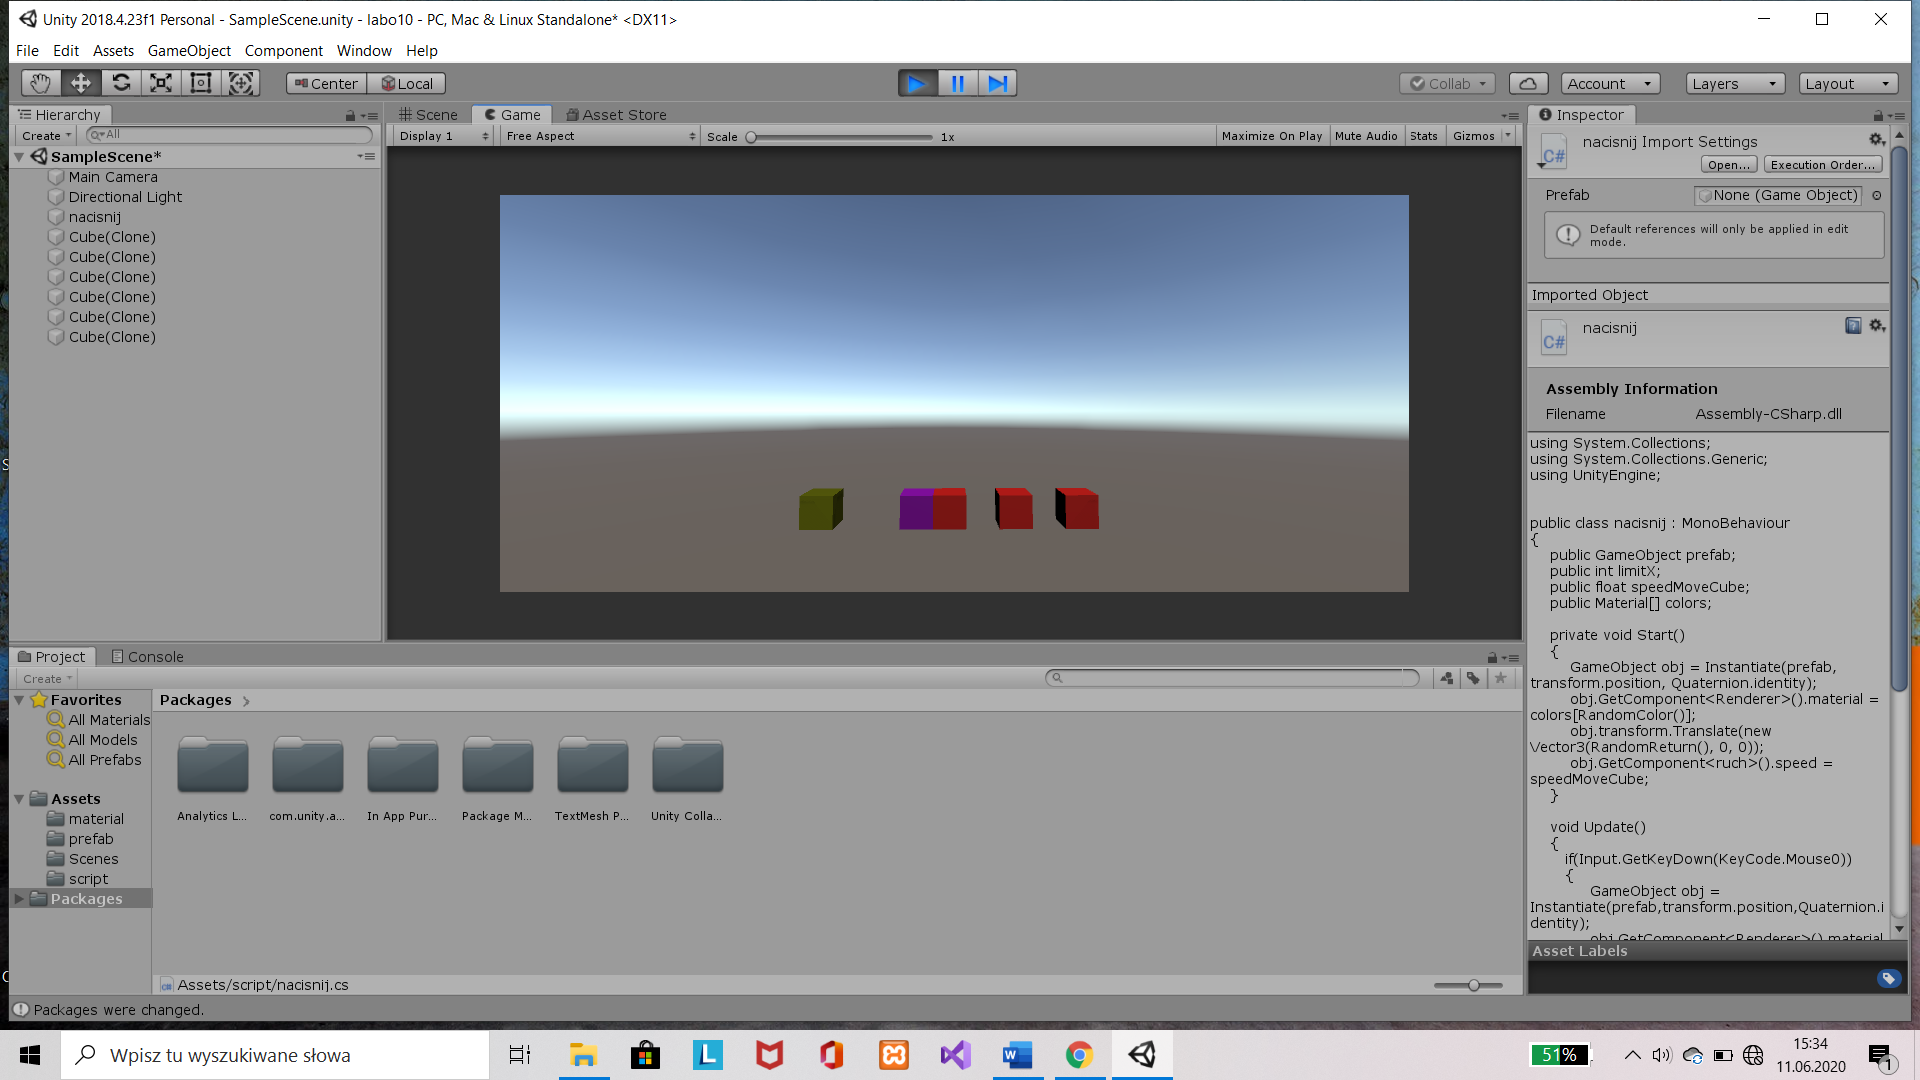 Unity 2018.4.23f1 Personal - SampleScene.unity - labo10 - PC, Mac & Linux Standalone* <DX11>
File Edit Assets GameObject Component Window Help
Center Local Collab Account Layers Layout
Hierarchy
Create All
SampleScene*
Main Camera
Directional Light
nacisnij
Cube(Clone)
Cube(Clone)
Cube(Clone)
Cube(Clone)
Cube(Clone)
Cube(Clone)
Scene Game Asset Store
Display 1 Free Aspect Scale 1x Maximize On Play Mute Audio Stats Gizmos
Inspector
C# nacisnij Import Settings
Open... Execution Order...
Prefab None (Game Object)
Default references will only be applied in edit
mode.
Imported Object
C# nacisnij
Assembly Information
Filename Assembly-CSharp.dll
using System.Collections;
using System.Collections.Generic;
using UnityEngine;
public class nacisnij : MonoBehaviour
{
public GameObject prefab;
public int limitX;
public float speedMoveCube;
public Material[] colors;
private void Start()
{
GameObject obj = Instantiate(prefab,
transform.position, Quaternion.identity);
obj.GetComponent<Renderer>().material =
colors[RandomColor()];
obj.transform.Translate(new
Vector3(RandomReturn(), 0, 0));
obj.GetComponent<ruch>().speed =
speedMoveCube;
}
void Update()
{
if(Input.GetKeyDown(KeyCode.Mouse0))
{
GameObject obj =
Instantiate(prefab,transform.position,Quaternion.i
dentity);
obj.GetComponent<Renderer>().material
Asset Labels
Project Console
Create
Favorites
All Materials
All Models
All Prefabs
Assets
material
prefab
Scenes
script
Packages
Packages
Analytics L... com.unity.a... In App Pur... Package M... TextMesh P... Unity Colla...
Assets/script/nacisnij.cs
Packages were changed.
Wpisz tu wyszukiwane słowa
51%
15:34
11.06.2020
1